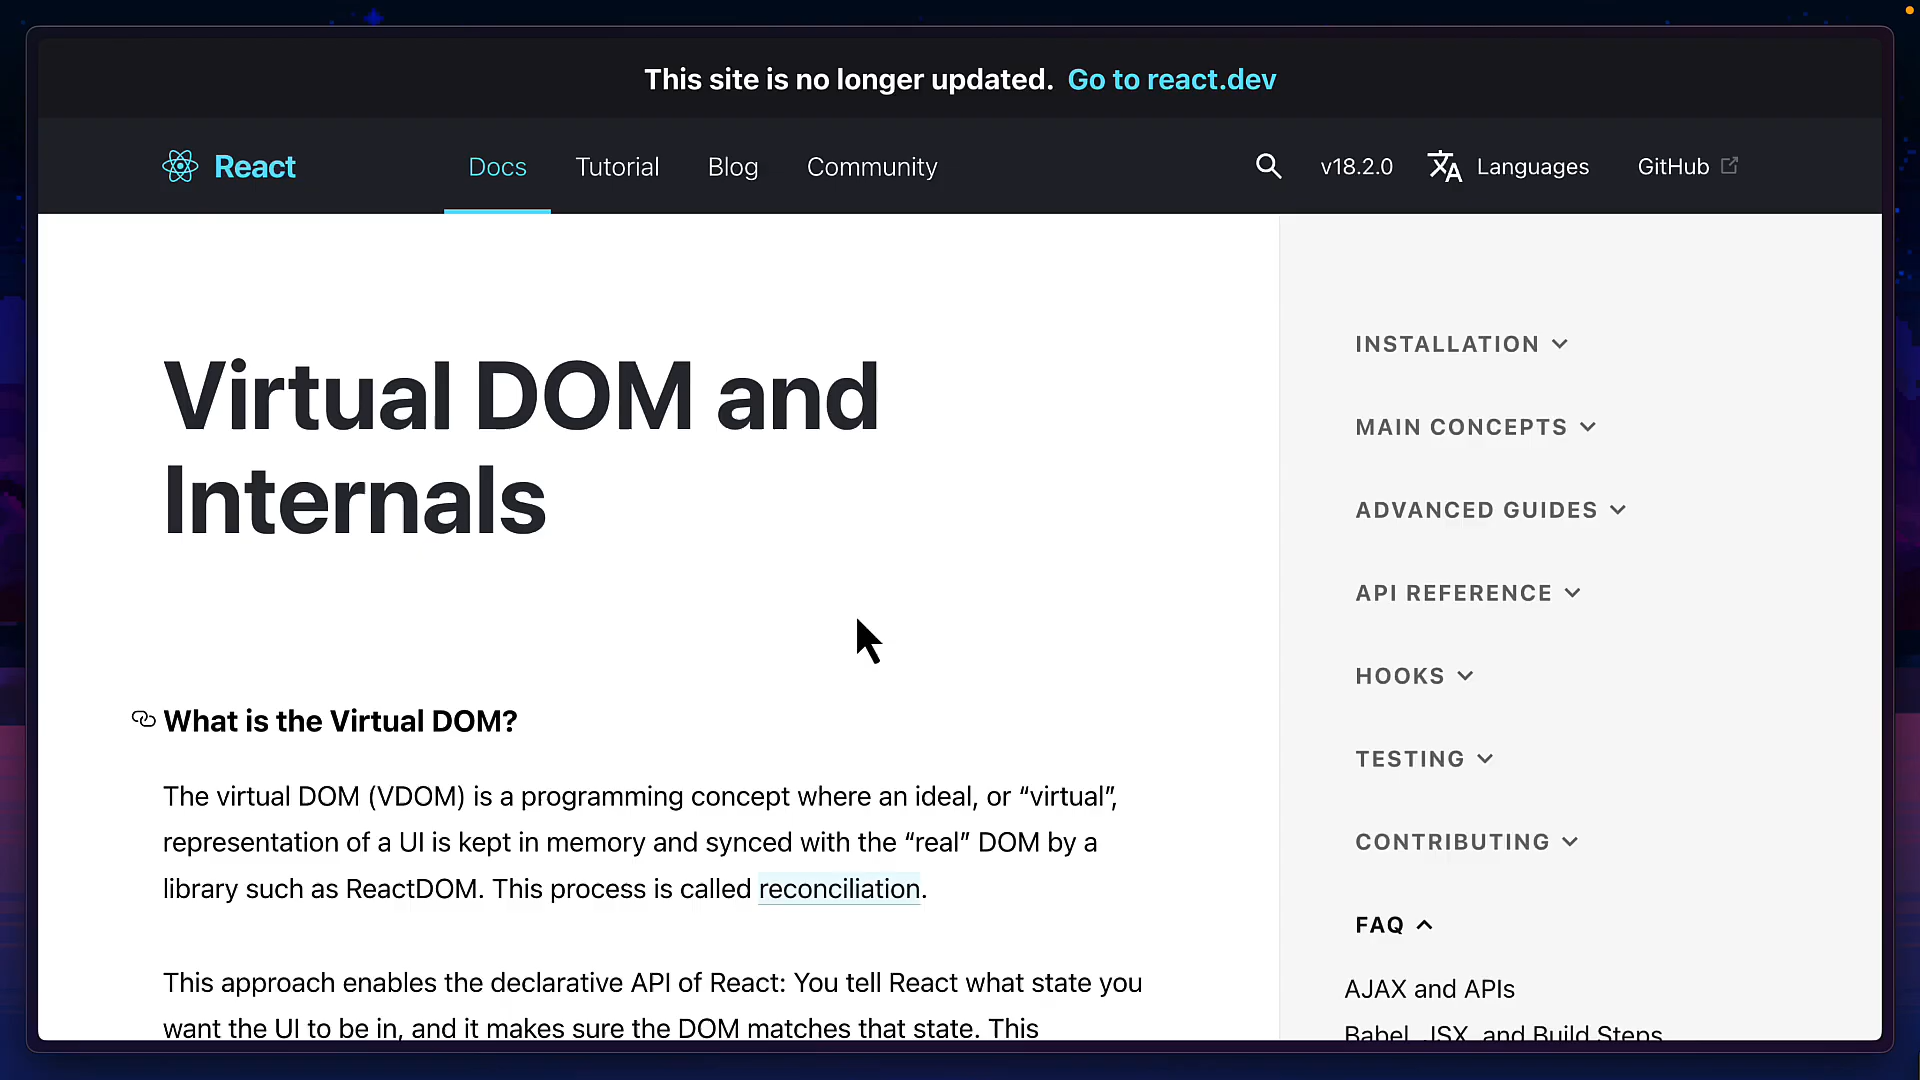 This site is no longer updated. Go to react.dev
React Docs Tutorial Blog Community v18.2.0 Languages GitHub
Virtual DOM and
Internals
What is the Virtual DOM?
The virtual DOM (VDOM) is a programming concept where an ideal, or “virtual”,
representation of a UI is kept in memory and synced with the “real” DOM by a
library such as ReactDOM. This process is called reconciliation.
This approach enables the declarative API of React: You tell React what state you
want the UI to be in, and it makes sure the DOM matches that state. This
INSTALLATION
MAIN CONCEPTS
ADVANCED GUIDES
API REFERENCE
HOOKS
TESTING
CONTRIBUTING
FAQ
AJAX and APIs
Babel, JSX, and Build Steps